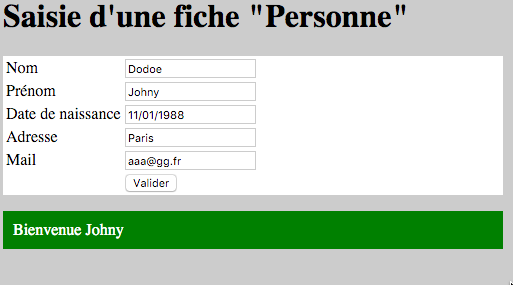 Saisie d'une fiche "Personne"
Nom Dodoe
Prénom Johny
Date de naissance 11/01/1988
Adresse Paris
Mail aaa@gg.fr
Valider
Bienvenue Johny